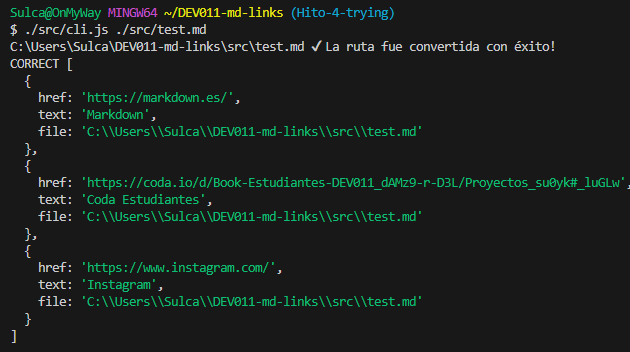 Sulca@OnMyWay MINGW64 ~/DEV011-md-links (Hito-4-trying)
$ ./src/cli.js ./src/test.md
C:\Users\Sulca\DEV011-md-links\src\test.md ✓ La ruta fue convertida con éxito!
CORRECT [
  {
    href: 'https://markdown.es/',
    text: 'Markdown',
    file: 'C:\\Users\\Sulca\\DEV011-md-links\\src\\test.md'
  },
  {
    href: 'https://coda.io/d/Book-Estudiantes-DEV011_dAMz9-r-D3L/Proyectos_su0yk#_luGLw',
    text: 'Coda Estudiantes',
    file: 'C:\\Users\\Sulca\\DEV011-md-links\\src\\test.md'
  },
  {
    href: 'https://www.instagram.com/',
    text: 'Instagram',
    file: 'C:\\Users\\Sulca\\DEV011-md-links\\src\\test.md'
  }
]